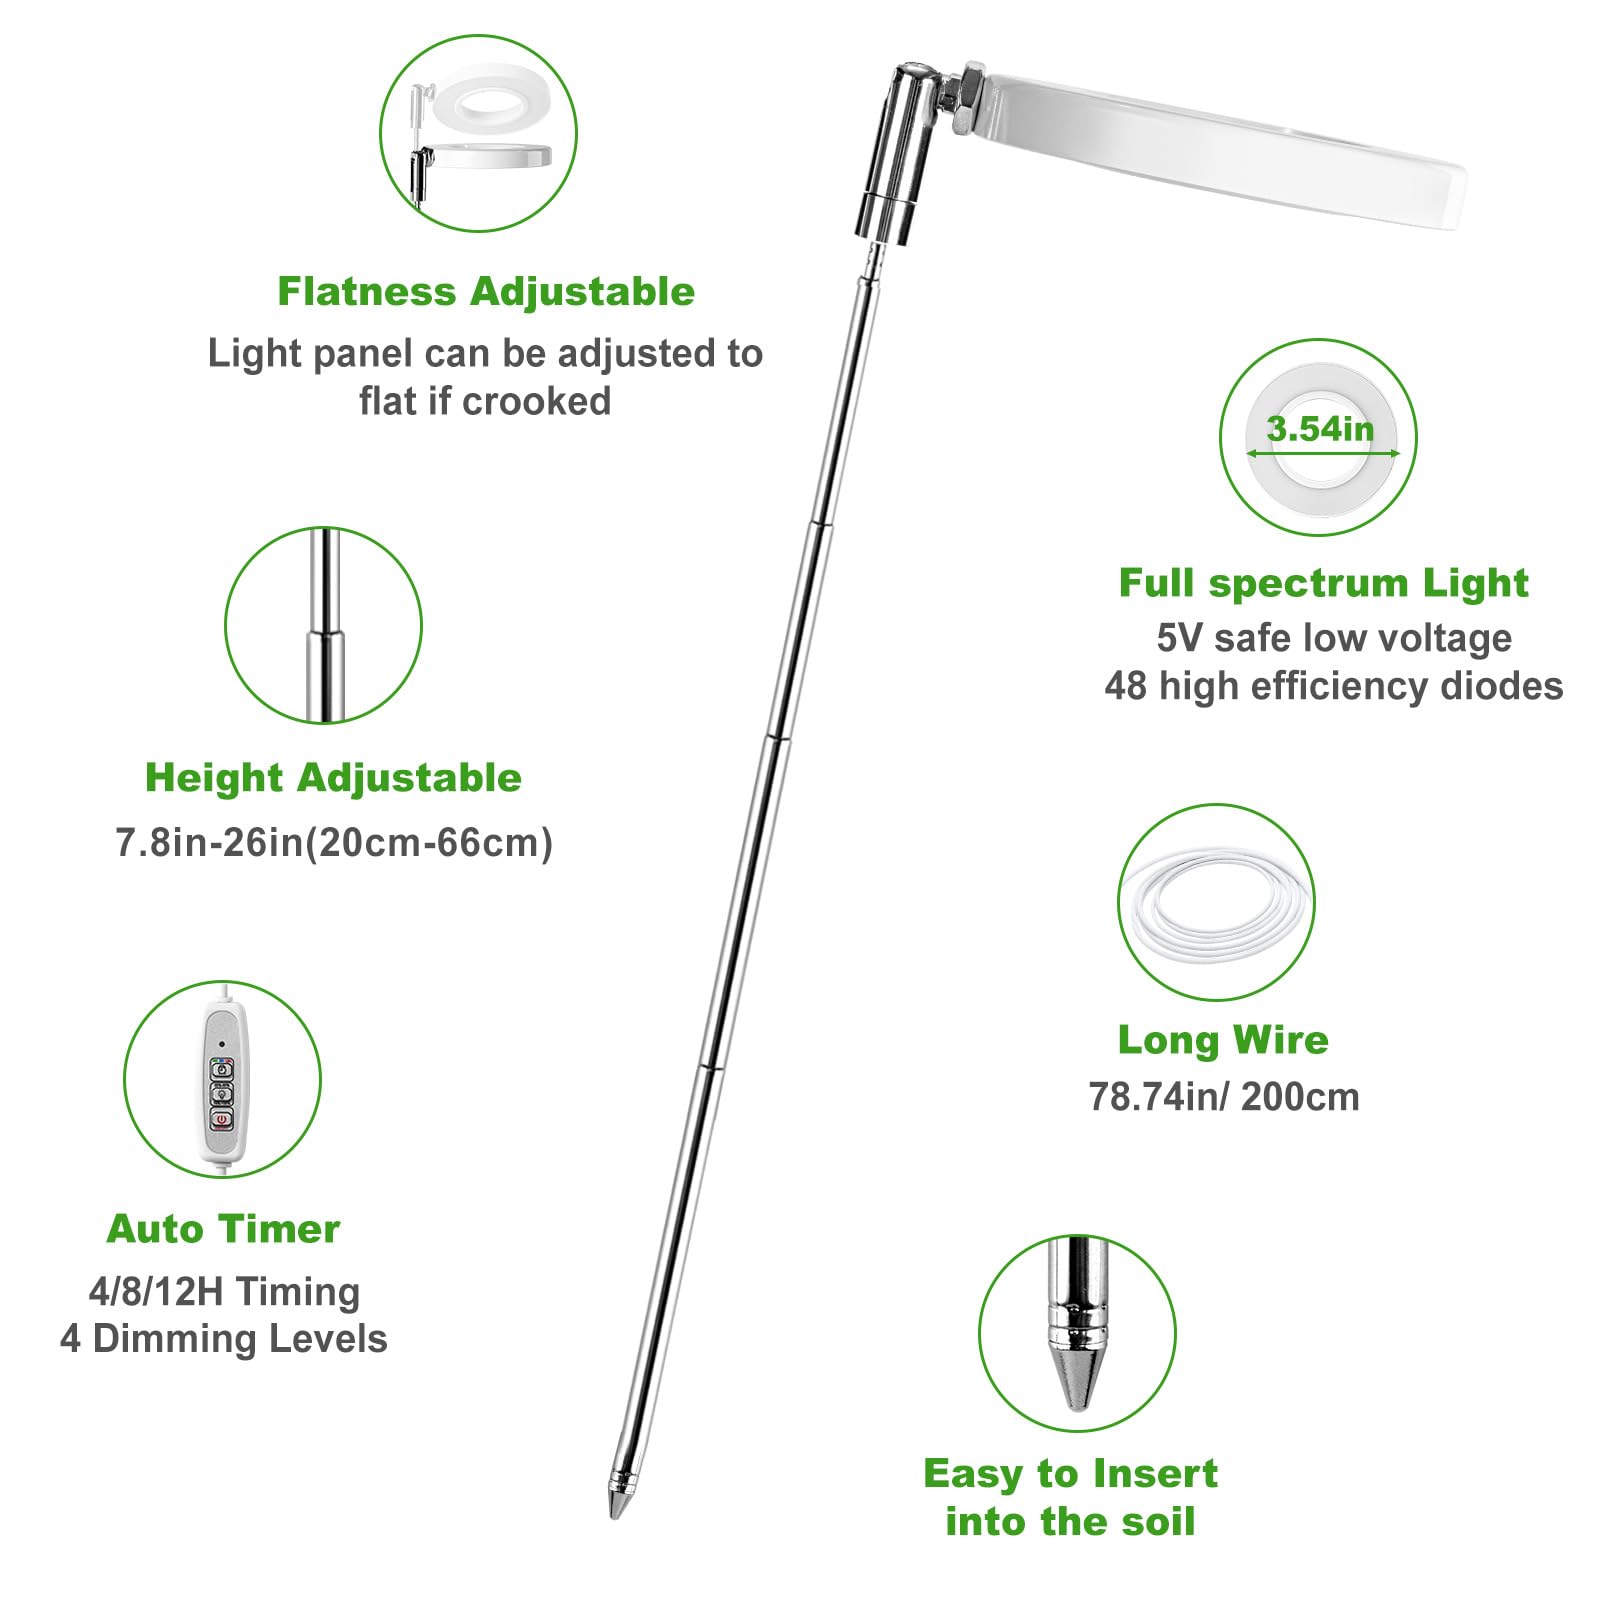 Flatness Adjustable
Light panel can be adjusted to
flat if crooked
3.54in
Full spectrum Light
5V safe low voltage
48 high efficiency diodes
Height Adjustable
7.8in-26in(20cm-66cm)
Long Wire
78.74in/ 200cm
Auto Timer
4/8/12H Timing
4 Dimming Levels
Easy to Insert
into the soil